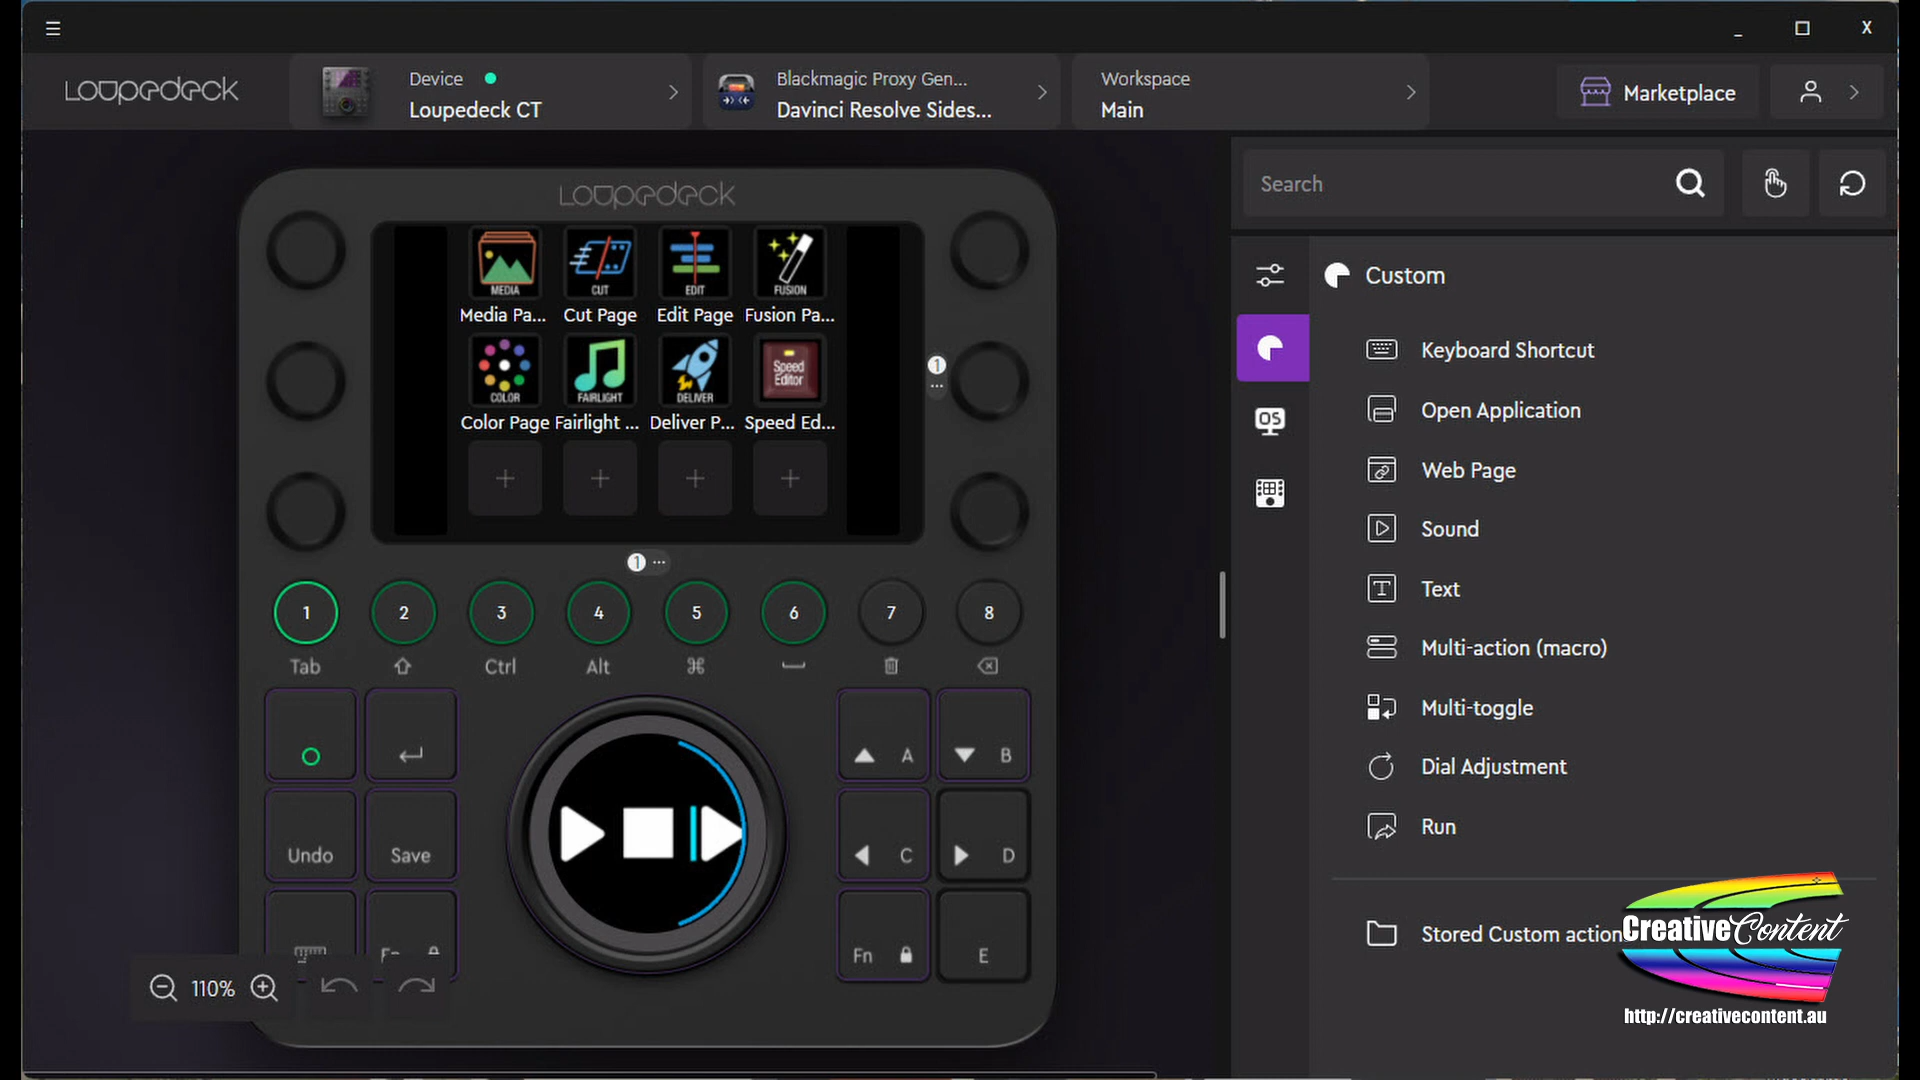 _ X
Loupedeck
Device
Loupedeck CT
Blackmagic Proxy Gen...
Davinci Resolve Sides...
Workspace
Main
Marketplace
Search
Loupedeck
MEDIA CUT EDIT FUSION
Media Pa... Cut Page Edit Page Fusion Pa...
COLOR FAIRLIGHT DELIVER Speed Editor
Color Page Fairlight ... Deliver P... Speed Ed...
1
...
+ + + +
1 ...
1 2 3 4 5 6 7 8
Tab Ctrl Alt ⌘
A B
Undo Save C D
Fn Fn E
110%
Custom
Keyboard Shortcut
OS
Open Application
Web Page
Sound
Text
Multi-action (macro)
Multi-toggle
Dial Adjustment
Run
Stored Custom action
CreativeContent
http://creativecontent.au